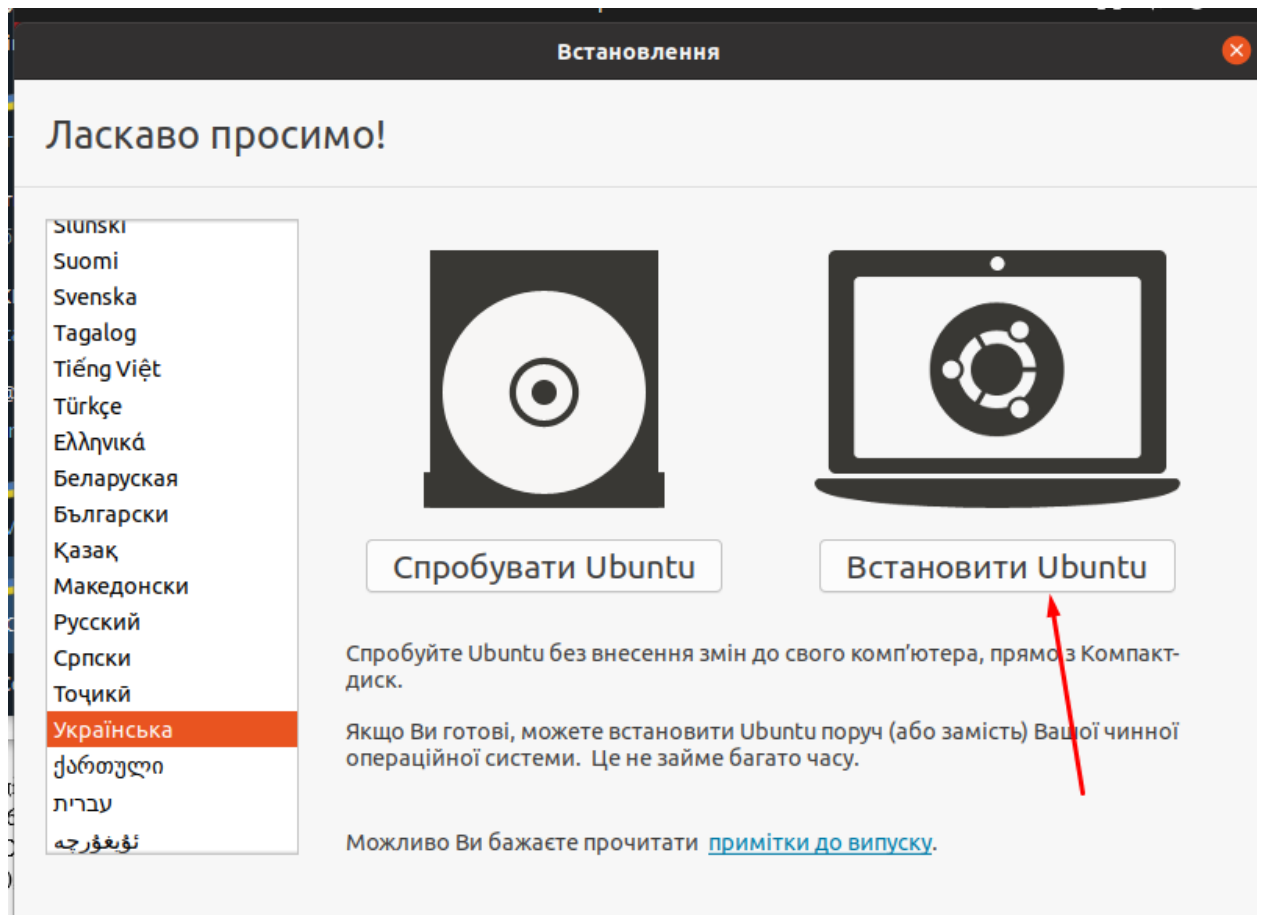 Встановлення
Ласкаво просимо!
Suomi
Svenska
Tagalog
Tiếng Việt
Türkçe
Ελληνικά
Беларуская
Български
Қазақ
Македонски
Русский
Српски
Тоҷикӣ
Українська
ქართული
עברית
ئۇيغۇرچە
Спробувати Ubuntu
Встановити Ubuntu
Спробуйте Ubuntu без внесення змін до свого комп’ютера, прямо з Компакт-
диск.
Якщо Ви готові, можете встановити Ubuntu поруч (або замість) Вашої чинної
операційної системи. Це не займе багато часу.
Можливо Ви бажаєте прочитати примітки до випуску.